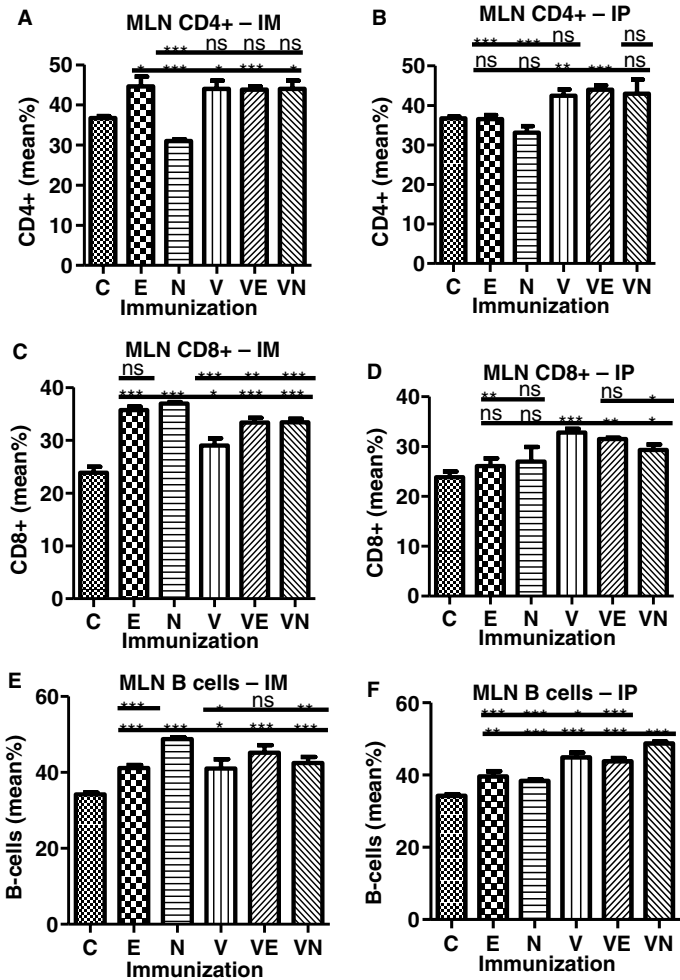 A
MLN CD4+ – IM
*** ns ns ns
* *** * *** *
50
40
30
20
10
0
CD4+ (mean%)
C E N V VE VN
Immunization
B
MLN CD4+ – IP
*** *** ns ns
ns ns ** *** ns
50
40
30
20
10
0
CD4+ (mean%)
C E N V VE VN
Immunization
C
MLN CD8+ – IM
ns *** ** ***
*** *** * *** ***
40
30
20
10
0
CD8+ (mean%)
C E N V VE VN
Immunization
D
MLN CD8+ – IP
** ns ns *
ns ns *** ** *
40
30
20
10
0
CD8+ (mean%)
C E N V VE VN
Immunization
E
MLN B cells – IM
*** * ns **
*** *** * *** ***
60
40
20
0
B-cells (mean%)
C E N V VE VN
Immunization
F
MLN B cells – IP
*** *** * ***
** *** *** *** ***
60
40
20
0
B-cells (mean%)
C E N V VE VN
Immunization